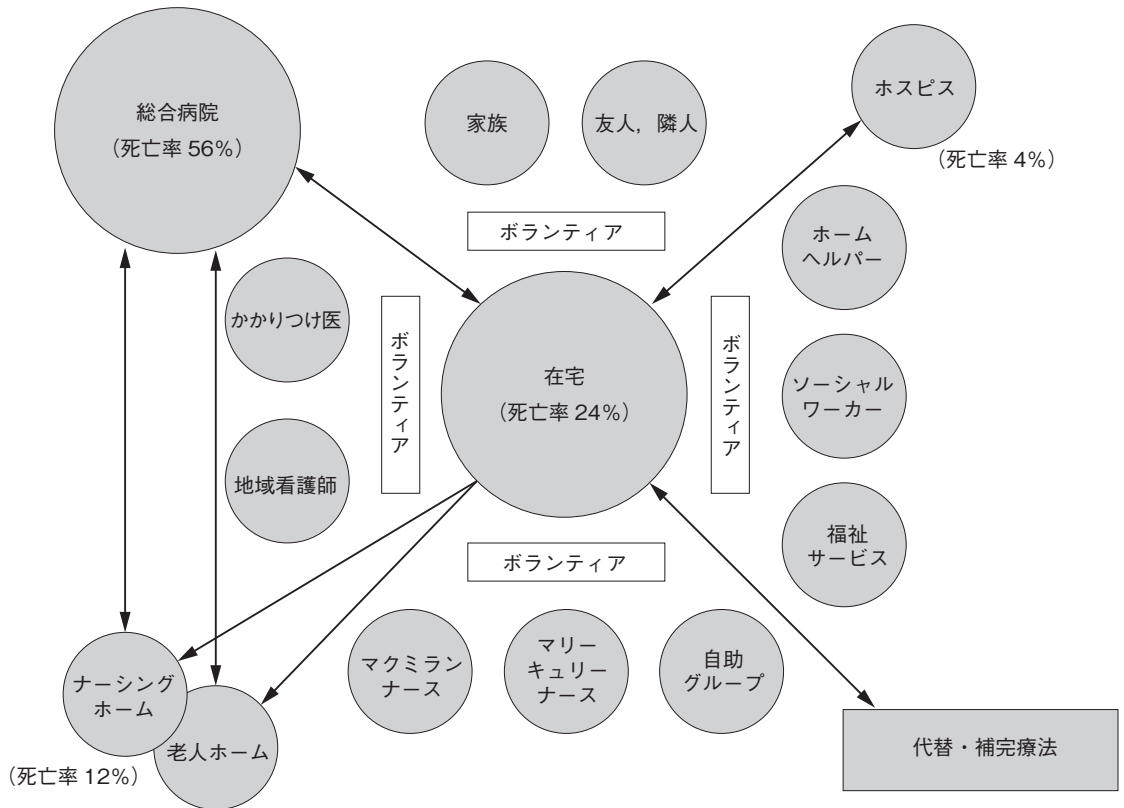 総合病院
（死亡率 56％）
家族
友人，隣人
ホスピス
（死亡率 4％）
ボランティア
ホーム
ヘルパー
かかりつけ医
ボランティア
在宅
（死亡率 24％）
ボランティア
ソーシャル
ワーカー
地域看護師
福祉
サービス
ボランティア
マクミラン
ナース
マリー
キュリー
ナース
自助
グループ
ナーシング
ホーム
老人ホーム
（死亡率 12％）
代替・補完療法